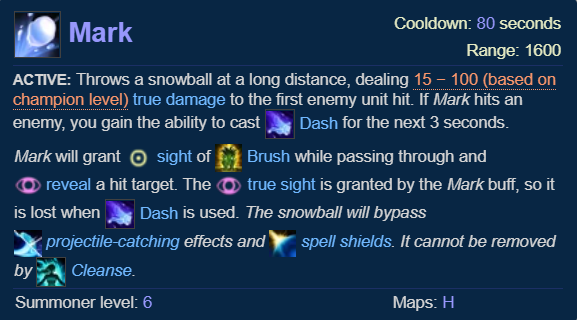 Mark
Cooldown: 80 seconds
Range: 1600
ACTIVE: Throws a snowball at a long distance, dealing 15 − 100 (based on
champion level) true damage to the first enemy unit hit. If Mark hits an
enemy, you gain the ability to cast Dash for the next 3 seconds.
Mark will grant sight of Brush while passing through and
reveal a hit target. The true sight is granted by the Mark buff, so it
is lost when Dash is used. The snowball will bypass
projectile-catching effects and spell shields. It cannot be removed
by Cleanse.
Summoner level: 6
Maps: H